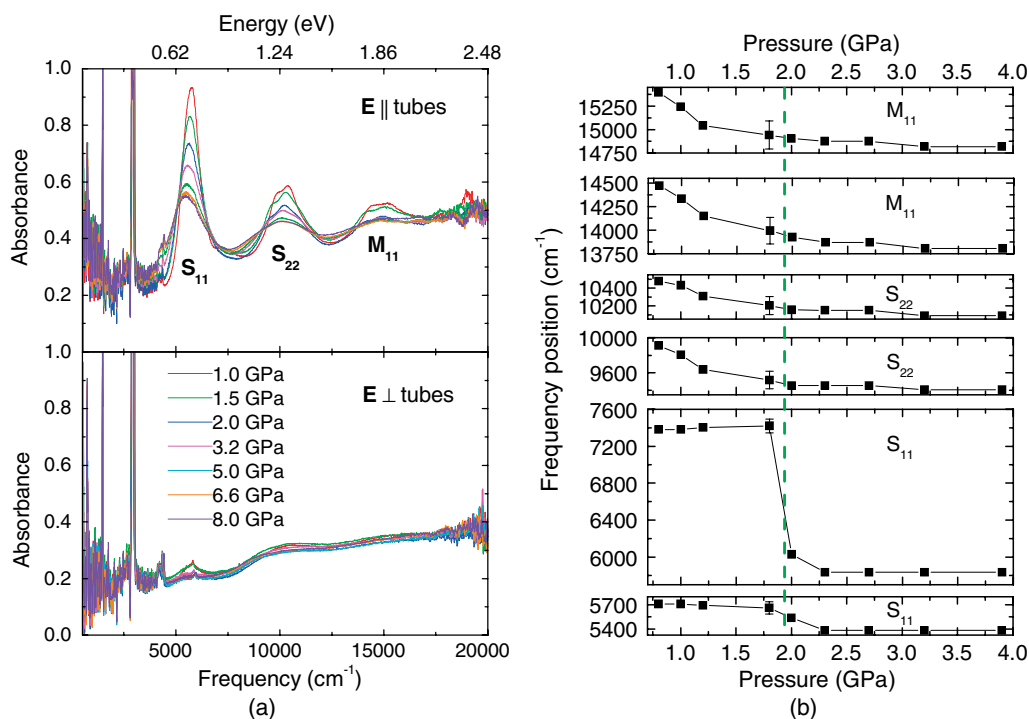 (a)
Energy (eV)
0.62 1.24 1.86 2.48
1.0
0.8
0.6
0.4
0.2
Absorbance
E || tubes
S11
S22
M11
1.0
0.8
0.6
0.4
0.2
0.0
Absorbance
E ⊥ tubes
1.0 GPa
1.5 GPa
2.0 GPa
3.2 GPa
5.0 GPa
6.6 GPa
8.0 GPa
5000 10000 15000 20000
Frequency (cm-1)
(a)
Pressure (GPa)
1.0 1.5 2.0 2.5 3.0 3.5 4.0
15250
15000
14750
M11
14500
14250
14000
13750
M11
10400
10200
S22
10000
9600
S22
7600
7200
6800
6400
6000
S11
5700
5400
S11
Frequency position (cm-1)
1.0 1.5 2.0 2.5 3.0 3.5 4.0
Pressure (GPa)
(b)